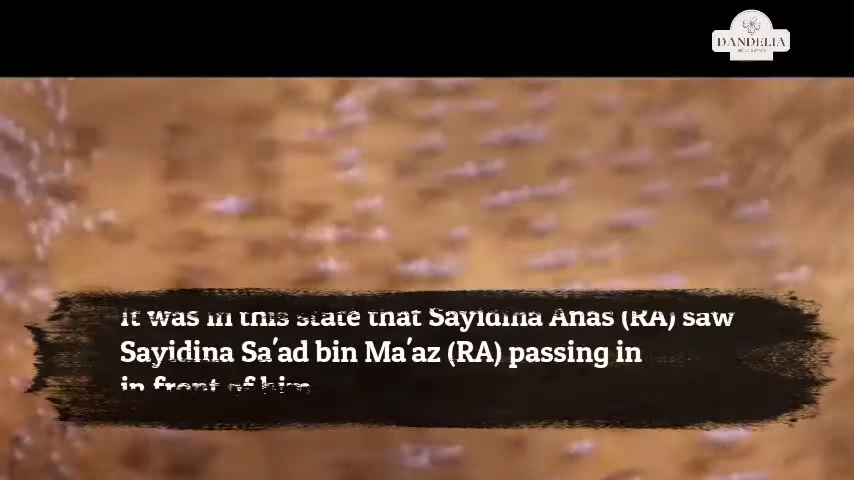 DANDELIA
It was in this state that Sayidina Anas (RA) saw
Sayidina Sa'ad bin Ma'az (RA) passing in
in front of him